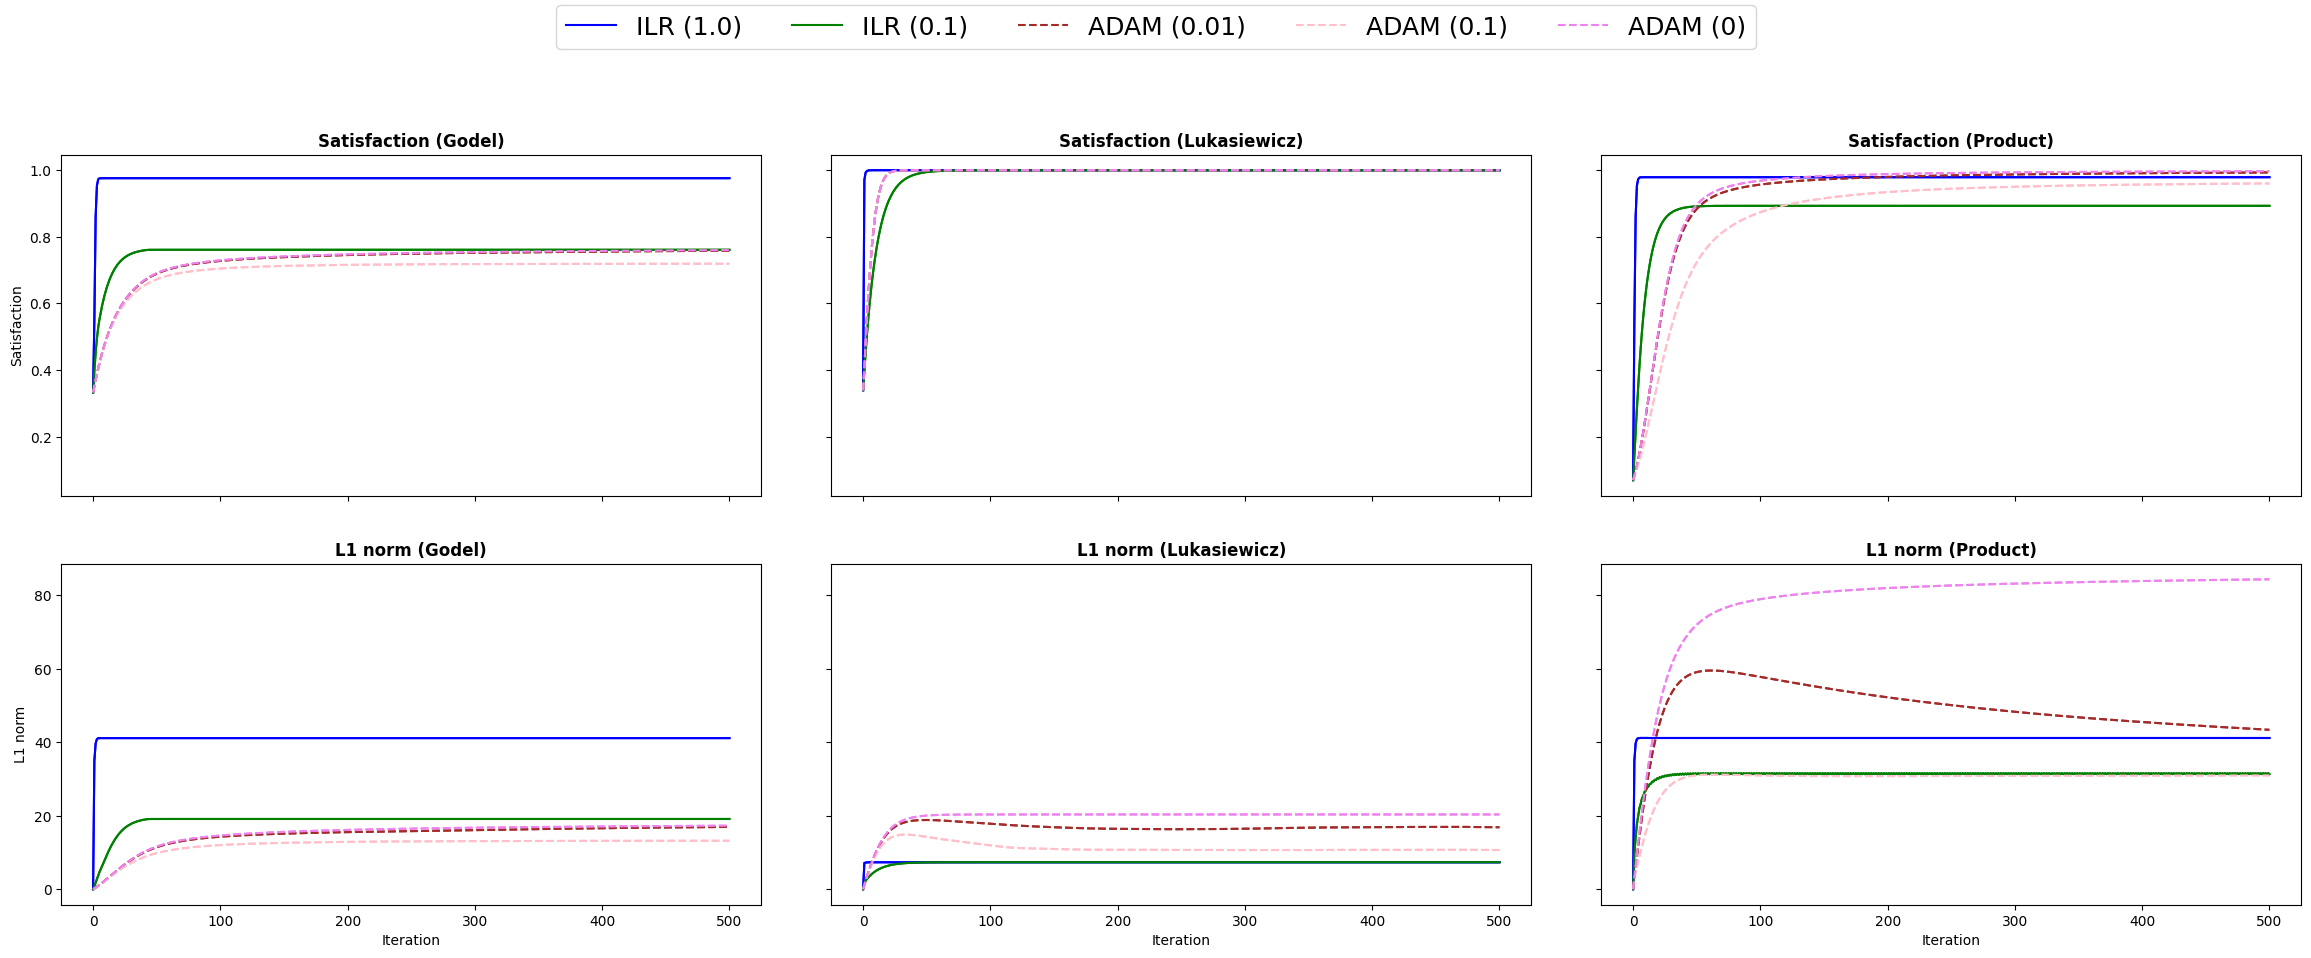 ILR (1.0) ILR (0.1) ADAM (0.01) ADAM (0.1) ADAM (0)
Satisfaction (Godel) Satisfaction (Lukasiewicz) Satisfaction (Product)
Satisfaction
1.0
0.8
0.6
0.4
0.2
L1 norm (Godel) L1 norm (Lukasiewicz) L1 norm (Product)
L1 norm
80
60
40
20
0
0 100 200 300 400 500 0 100 200 300 400 500 0 100 200 300 400 500
Iteration Iteration Iteration